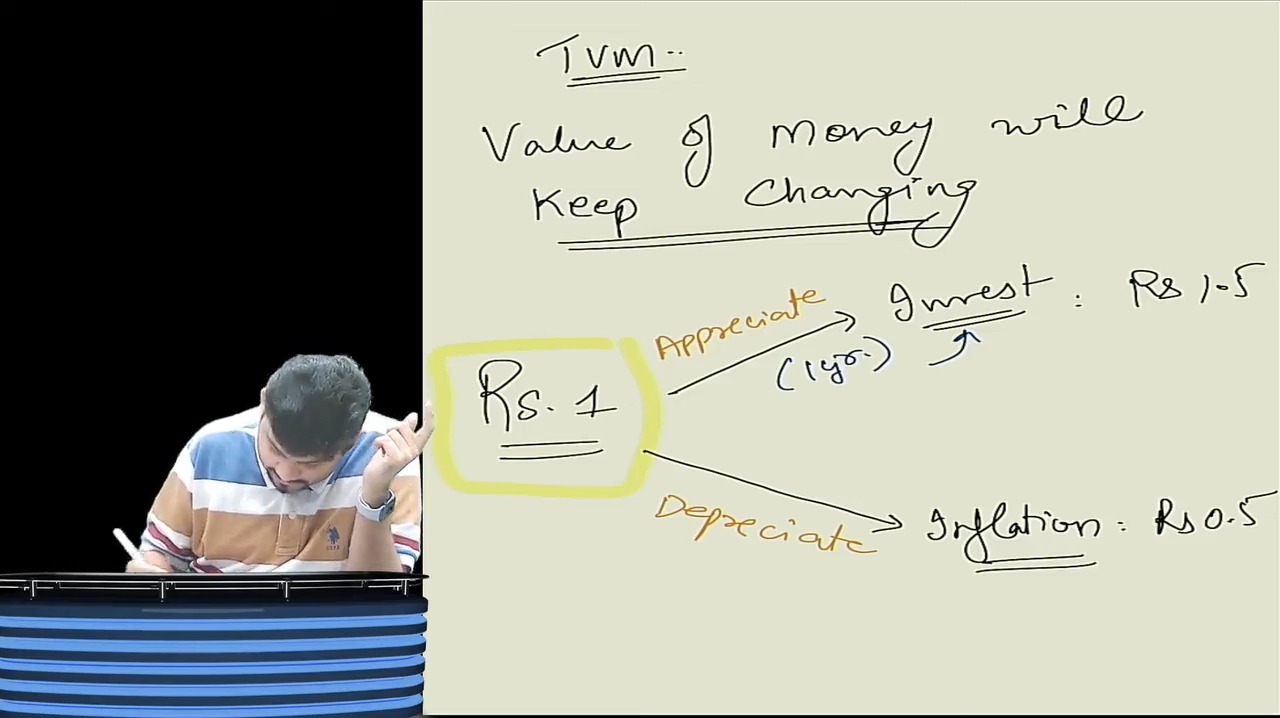 TVM..
Value of Money will
Keep Changing
Appreciate
(1yr.)
Invest : Rs 1.5
Rs. 1
Depreciate
Inflation : Rs 0.5